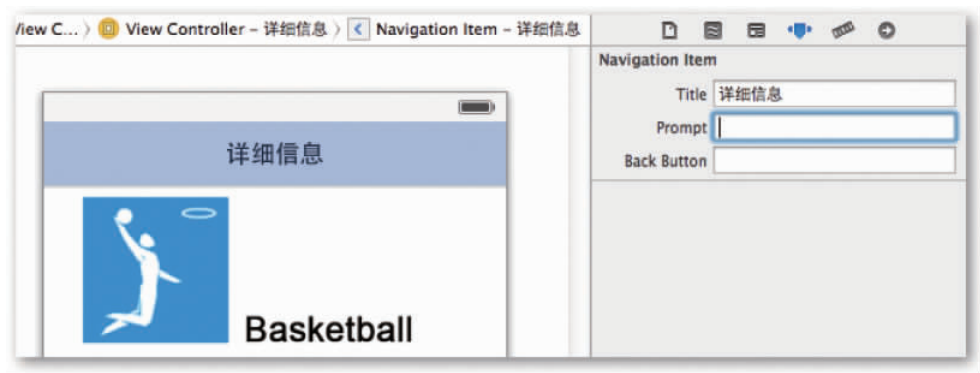 View C... 〉 View Controller – 详细信息 〉 Navigation Item – 详细信息
Navigation Item
Title 详细信息
Prompt
Back Button
详细信息
Basketball